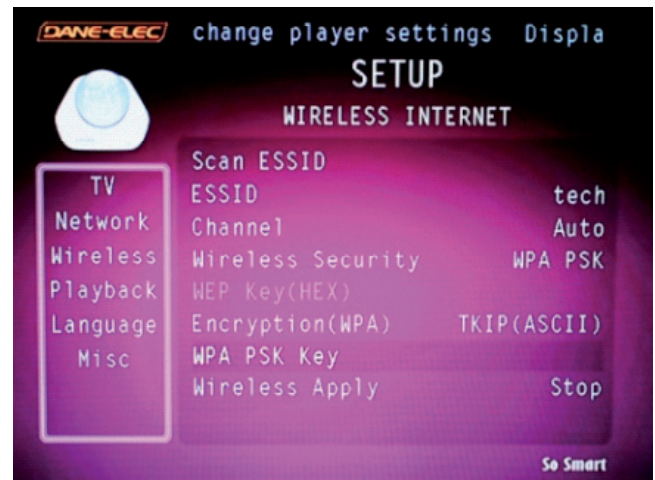 DANE-ELEC change player settings Displa
SETUP
WIRELESS INTERNET
TV
Network
Wireless
Playback
Language
Misc
Scan ESSID
ESSID tech
Channel Auto
Wireless Security WPA PSK
WEP Key(HEX)
Encryption(WPA) TKIP(ASCII)
WPA PSK Key
Wireless Apply Stop
So Smart